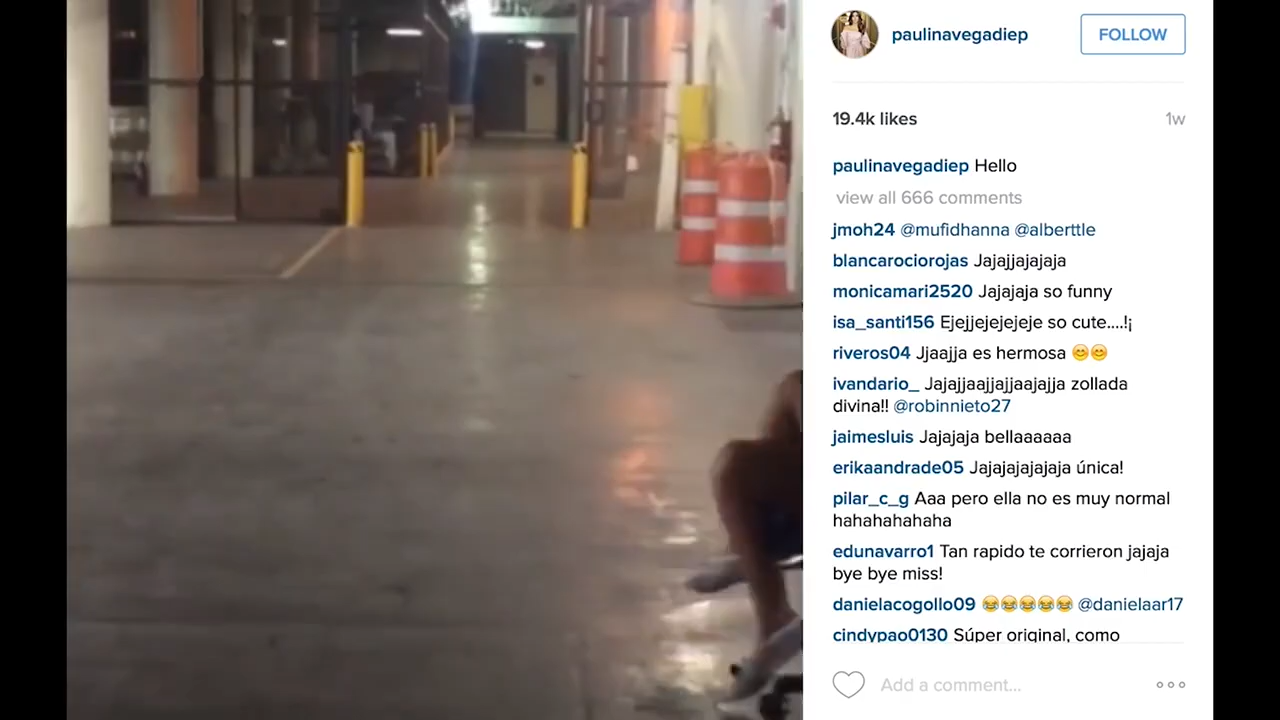 paulinavegadiep
FOLLOW
19.4k likes
1w
paulinavegadiep Hello
view all 666 comments
jmoh24 @mufidhanna @alberttle
blancarociorojas Jajajjajajaja
monicamari2520 Jajajaja so funny
isa_santi156 Ejejjejejejeje so cute....!¡
riveros04 Jjaajja es hermosa 😊😊
ivandario_ Jajajjaajjajjaajajja zollada
divina!! @robinnieto27
jaimesluis Jajajaja bellaaaaaa
erikaandrade05 Jajajajajajaja única!
pilar_c_g Aaa pero ella no es muy normal
hahahahahaha
edunavarro1 Tan rapido te corrieron jajaja
bye bye miss!
danielacogollo09 😂😂😂😂😂 @danielaar17
cindypao0130 Súper original, como
Add a comment...